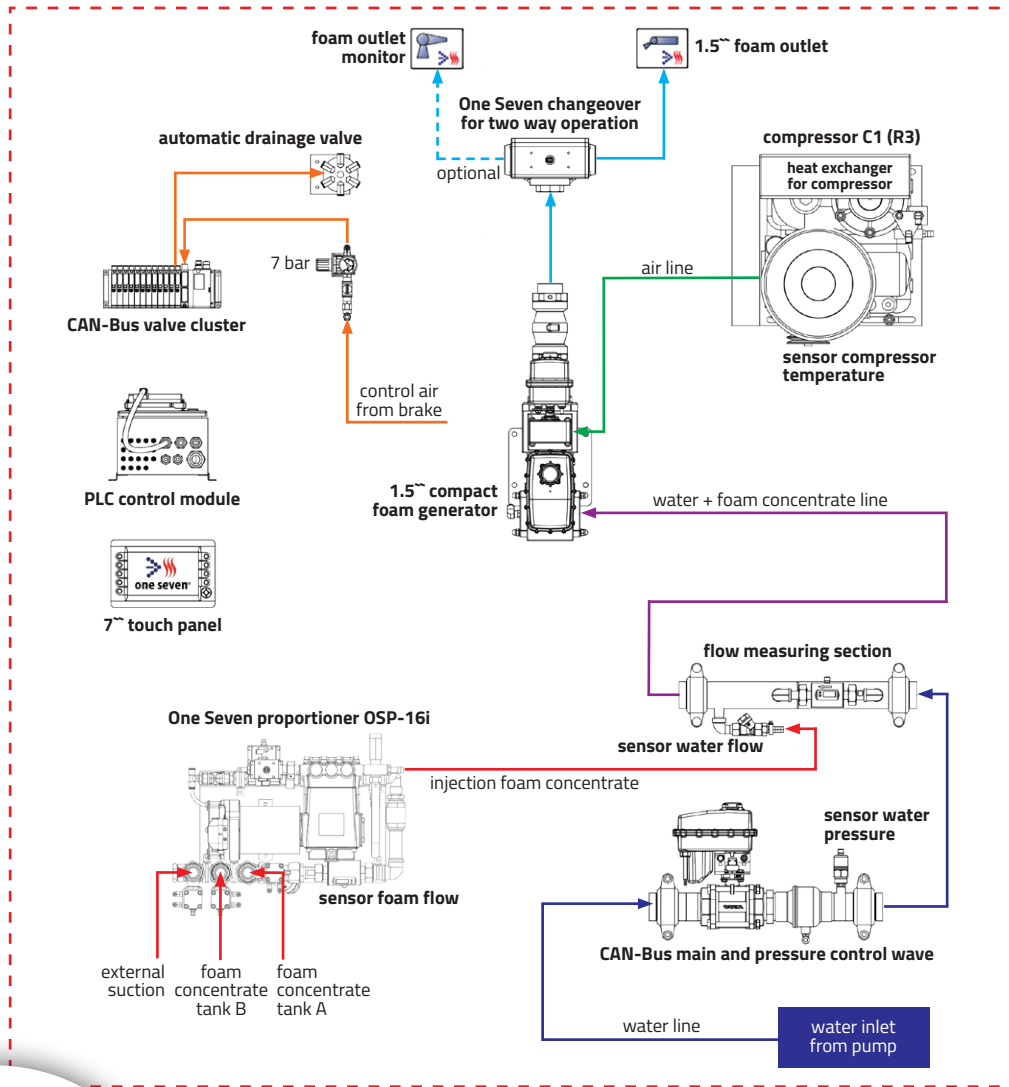 foam outlet
monitor
1.5˜˜ foam outlet
One Seven changeover
for two way operation
automatic drainage valve
compressor C1 (R3)
heat exchanger
for compressor
optional
7 bar
air line
CAN-Bus valve cluster
sensor compressor
temperature
control air
from brake
PLC control module
1.5˜˜ compact
foam generator
water + foam concentrate line
one seven
7˜˜ touch panel
flow measuring section
One Seven proportioner OSP-16i
sensor water flow
injection foam concentrate
sensor water
pressure
sensor foam flow
CAN-Bus main and pressure control wave
external
suction
foam
concentrate
tank B
foam
concentrate
tank A
water line
water inlet
from pump